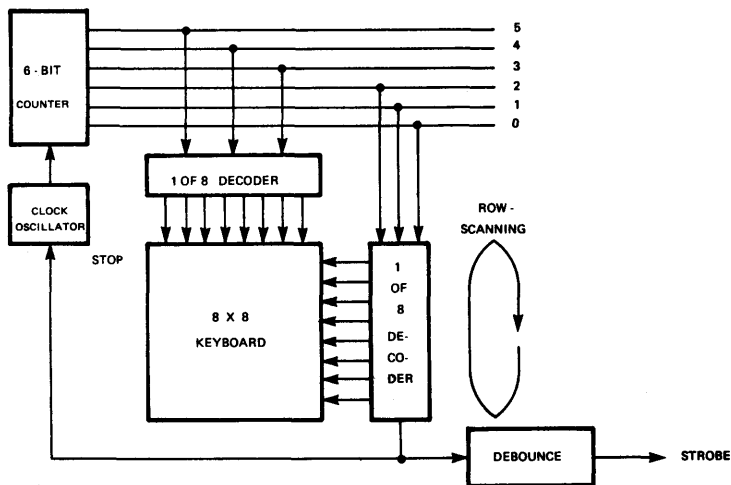 5
4
3
2
1
0
6 - BIT
COUNTER
1 OF 8 DECODER
CLOCK
OSCILLATOR
STOP
8 X 8
KEYBOARD
1
OF
8
DE-
CO-
DER
ROW -
SCANNING
DEBOUNCE
STROBE